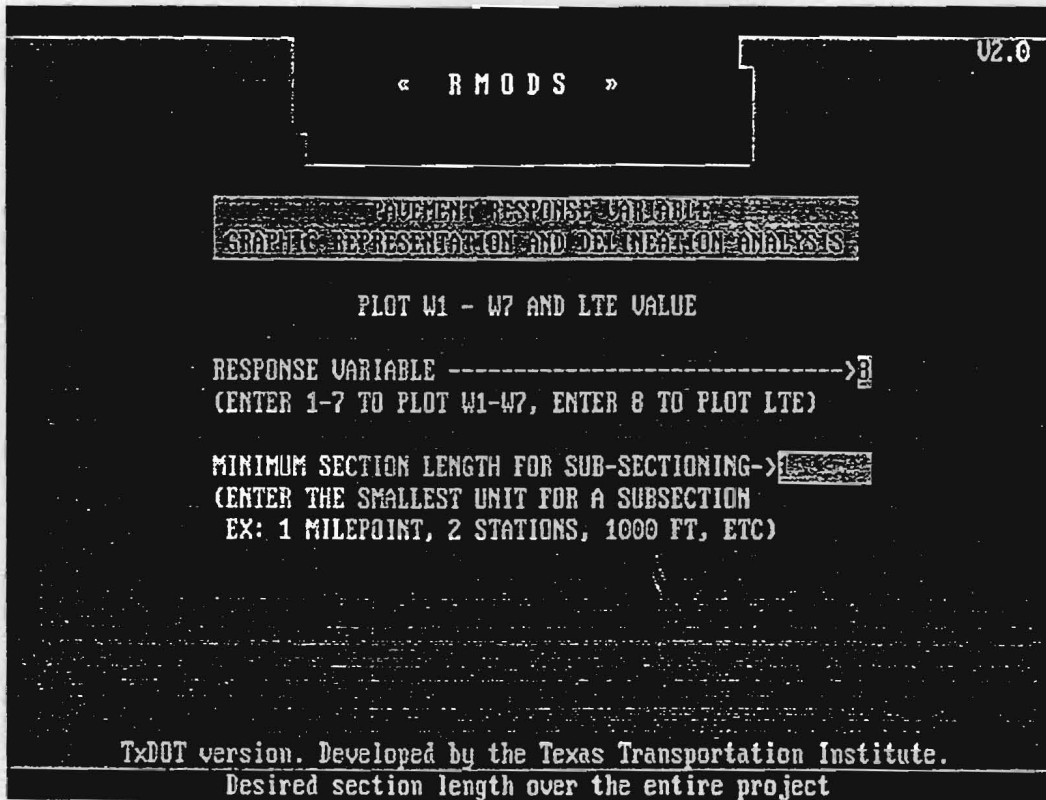 V2.0
« R M O D S »
PAVEMENT RESPONSE VARIABLE
GRAPHIC REPRESENTATION AND DELINEATION ANALYSIS
PLOT W1 - W7 AND LTE VALUE
RESPONSE VARIABLE ------------------------------>8
(ENTER 1-7 TO PLOT W1-W7, ENTER 8 TO PLOT LTE)
MINIMUM SECTION LENGTH FOR SUB-SECTIONING->
(ENTER THE SMALLEST UNIT FOR A SUBSECTION
EX: 1 MILEPOINT, 2 STATIONS, 1000 FT, ETC)
TxDOT version. Developed by the Texas Transportation Institute.
Desired section length over the entire project